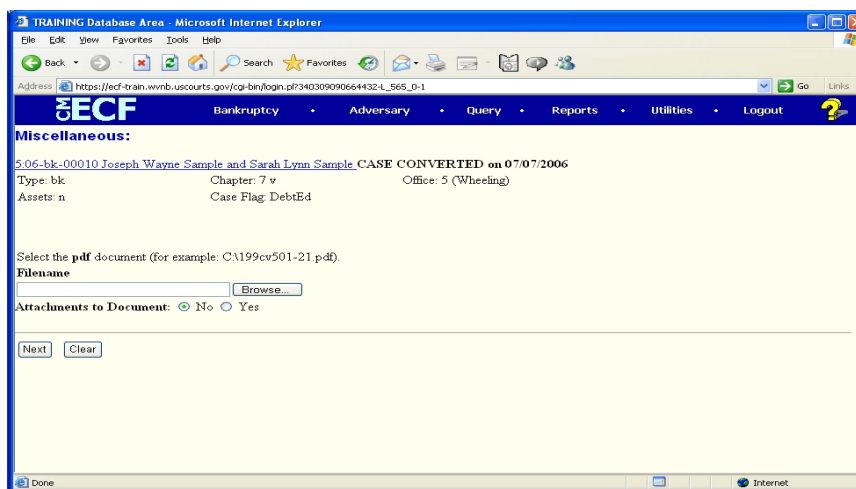 TRAINING Database Area - Microsoft Internet Explorer
File Edit View Favorites Tools Help
Back Search Favorites
Address https://ecf-train.wvnb.uscourts.gov/cgi-bin/login.pl?340309090664432-L_565_0-1 Go Links
CM ECF Bankruptcy • Adversary • Query • Reports • Utilities • Logout ?
Miscellaneous:
5:06-bk-00010 Joseph Wayne Sample and Sarah Lynn Sample CASE CONVERTED on 07/07/2006
Type: bk Chapter: 7 v Office: 5 (Wheeling)
Assets: n Case Flag: DebtEd
Select the pdf document (for example: C:\199cv501-21.pdf).
Filename
Browse...
Attachments to Document: No Yes
Next Clear
Done Internet